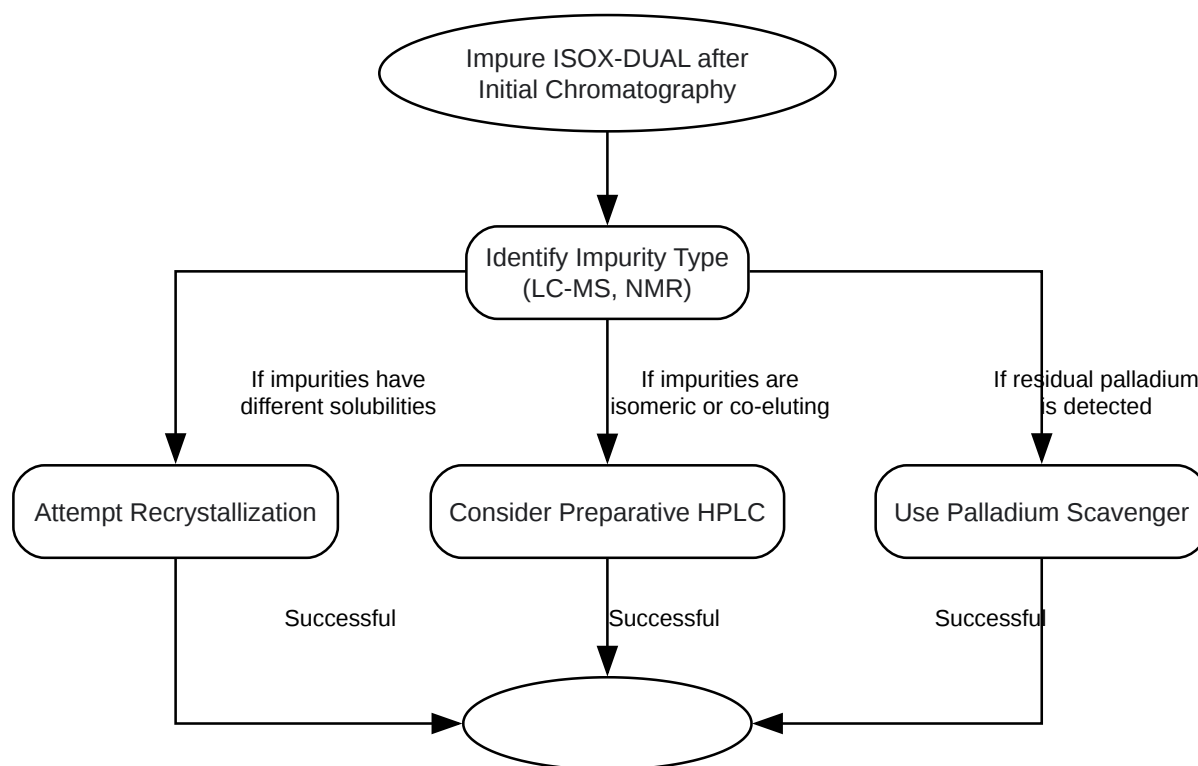 Impure ISOX-DUAL after
Initial Chromatography
Identify Impurity Type
(LC-MS, NMR)
If impurities have
different solubilities
If impurities are
isomeric or co-eluting
If residual palladium
is detected
Attempt Recrystallization
Consider Preparative HPLC
Use Palladium Scavenger
Successful
Successful
Successful